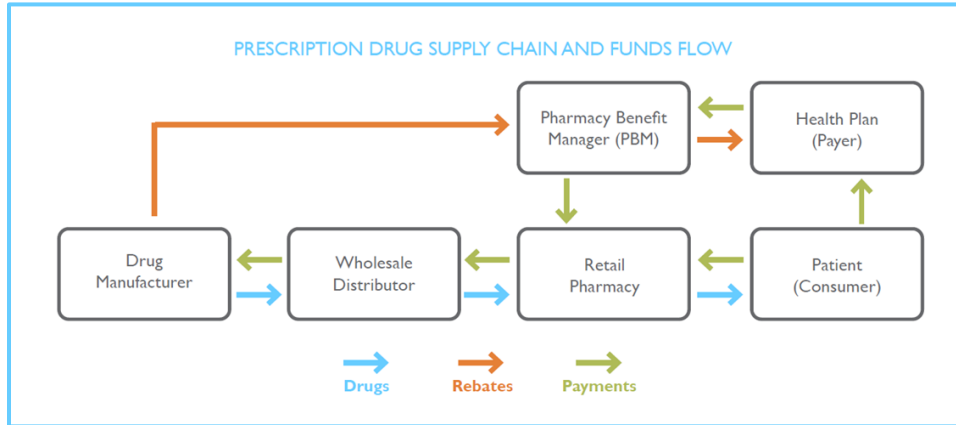 PRESCRIPTION DRUG SUPPLY CHAIN AND FUNDS FLOW
Pharmacy Benefit
Manager (PBM)
Health Plan
(Payer)
Drug
Manufacturer
Wholesale
Distributor
Retail
Pharmacy
Patient
(Consumer)
Drugs
Rebates
Payments